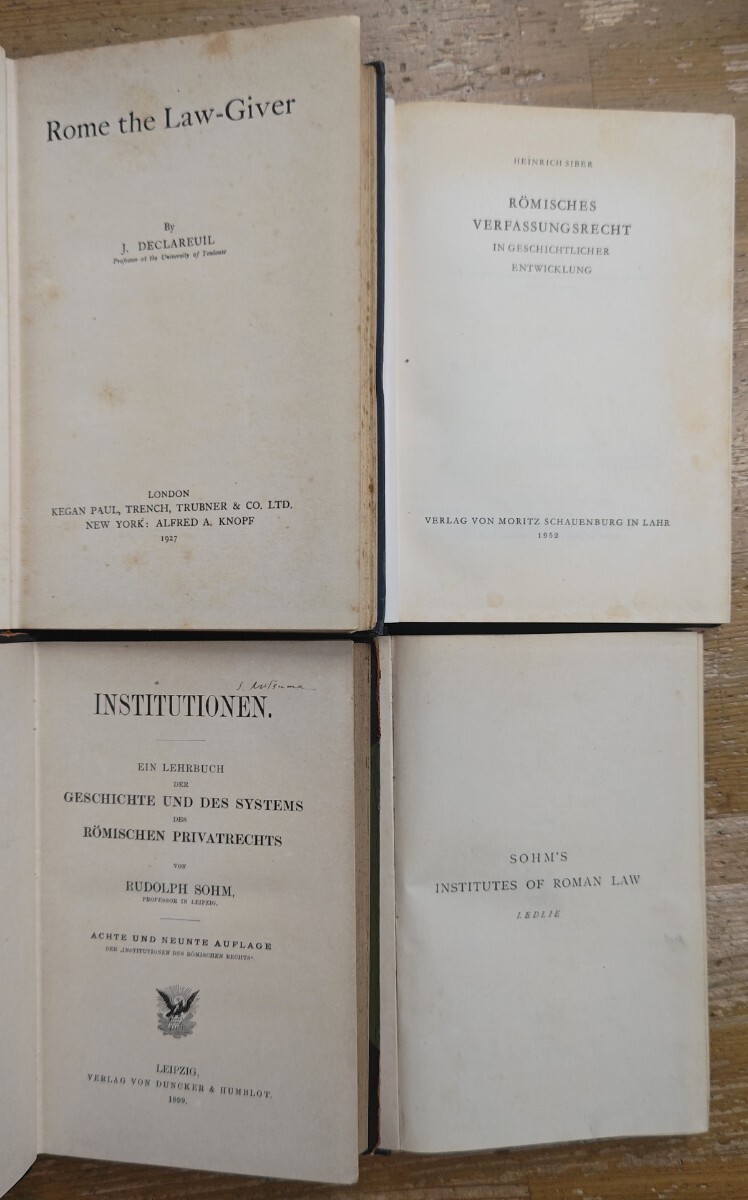 Rome the Law-Giver
By
J. DECLAREUIL
Professor at the University of Toulouse
LONDON
KEGAN PAUL, TRENCH, TRUBNER & CO. LTD.
NEW YORK: ALFRED A. KNOPF
1927
HEINRICH SIBER
RÖMISCHES
VERFASSUNGSRECHT
IN GESCHICHTLICHER
ENTWICKLUNG
VERLAG VON MORITZ SCHAUENBURG IN LAHR
1952
INSTITUTIONEN.
EIN LEHRBUCH
DER
GESCHICHTE UND DES SYSTEMS
DES
RÖMISCHEN PRIVATRECHTS
VON
RUDOLPH SOHM,
PROFESSOR IN LEIPZIG.
ACHTE UND NEUNTE AUFLAGE
DER „INSTITUTIONEN DES RÖMISCHEN RECHTS“.
LEIPZIG,
VERLAG VON DUNCKER & HUMBLOT.
1899.
SOHM'S
INSTITUTES OF ROMAN LAW
LEDLIE